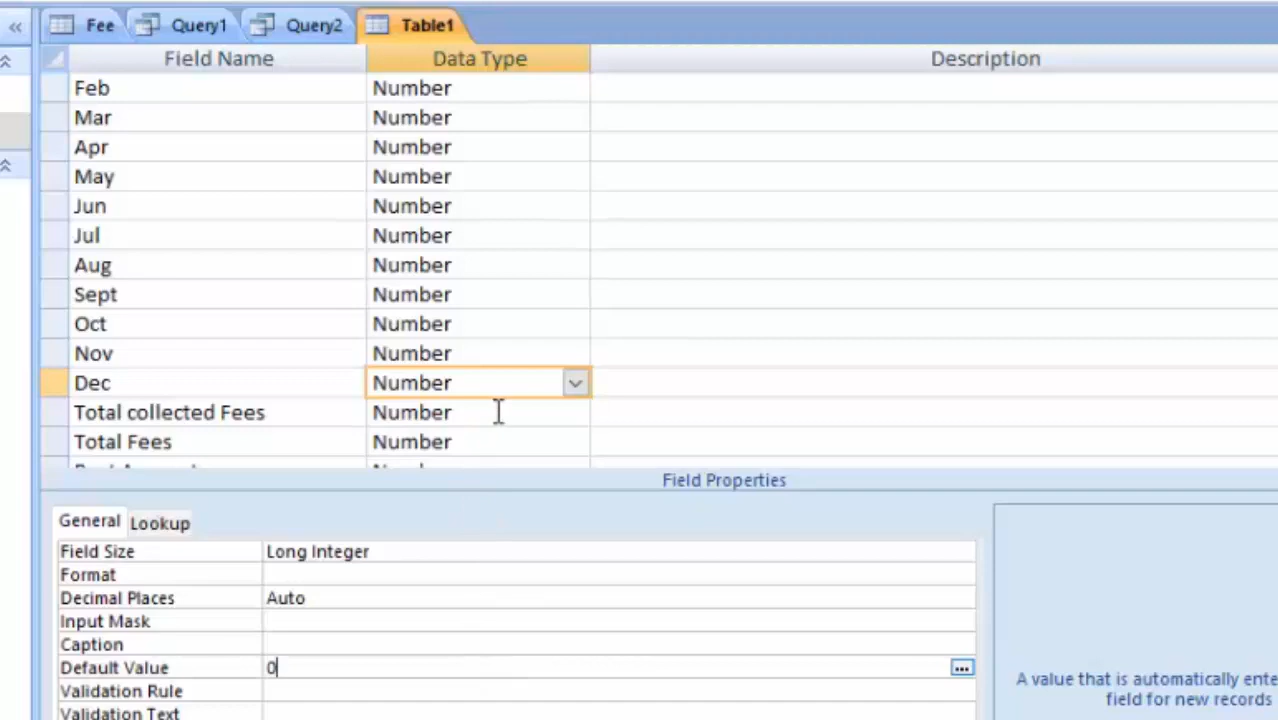 Fee Query1 Query2 Table1
Field Name Data Type Description
Feb Number
Mar Number
Apr Number
May Number
Jun Number
Jul Number
Aug Number
Sept Number
Oct Number
Nov Number
Dec Number
Total collected Fees Number
Total Fees Number
Field Properties
General Lookup
Field Size Long Integer
Format
Decimal Places Auto
Input Mask
Caption
Default Value 0
A value that is automatically ente
Validation Rule
field for new records
Validation Text